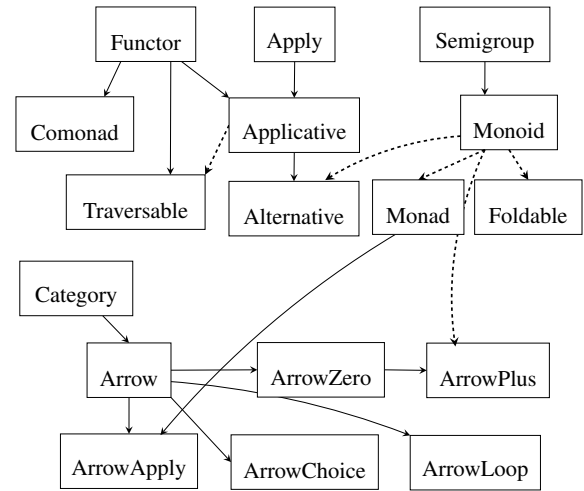 Functor
Apply
Semigroup
Comonad
Applicative
Monoid
Traversable
Alternative
Monad
Foldable
Category
Arrow
ArrowZero
ArrowPlus
ArrowApply
ArrowChoice
ArrowLoop